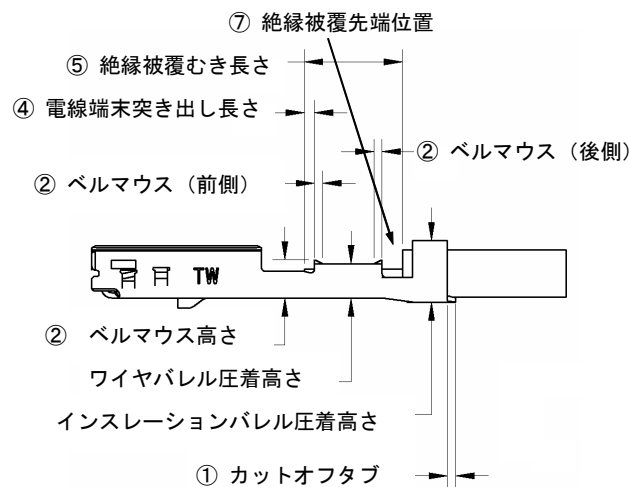 ⑦ 絶縁被覆先端位置
⑤ 絶縁被覆むき長さ
④ 電線端末突き出し長さ
② ベルマウス（後側）
② ベルマウス（前側）
TW
② ベルマウス高さ
ワイヤバレル圧着高さ
インスレーションバレル圧着高さ
① カットオフタブ